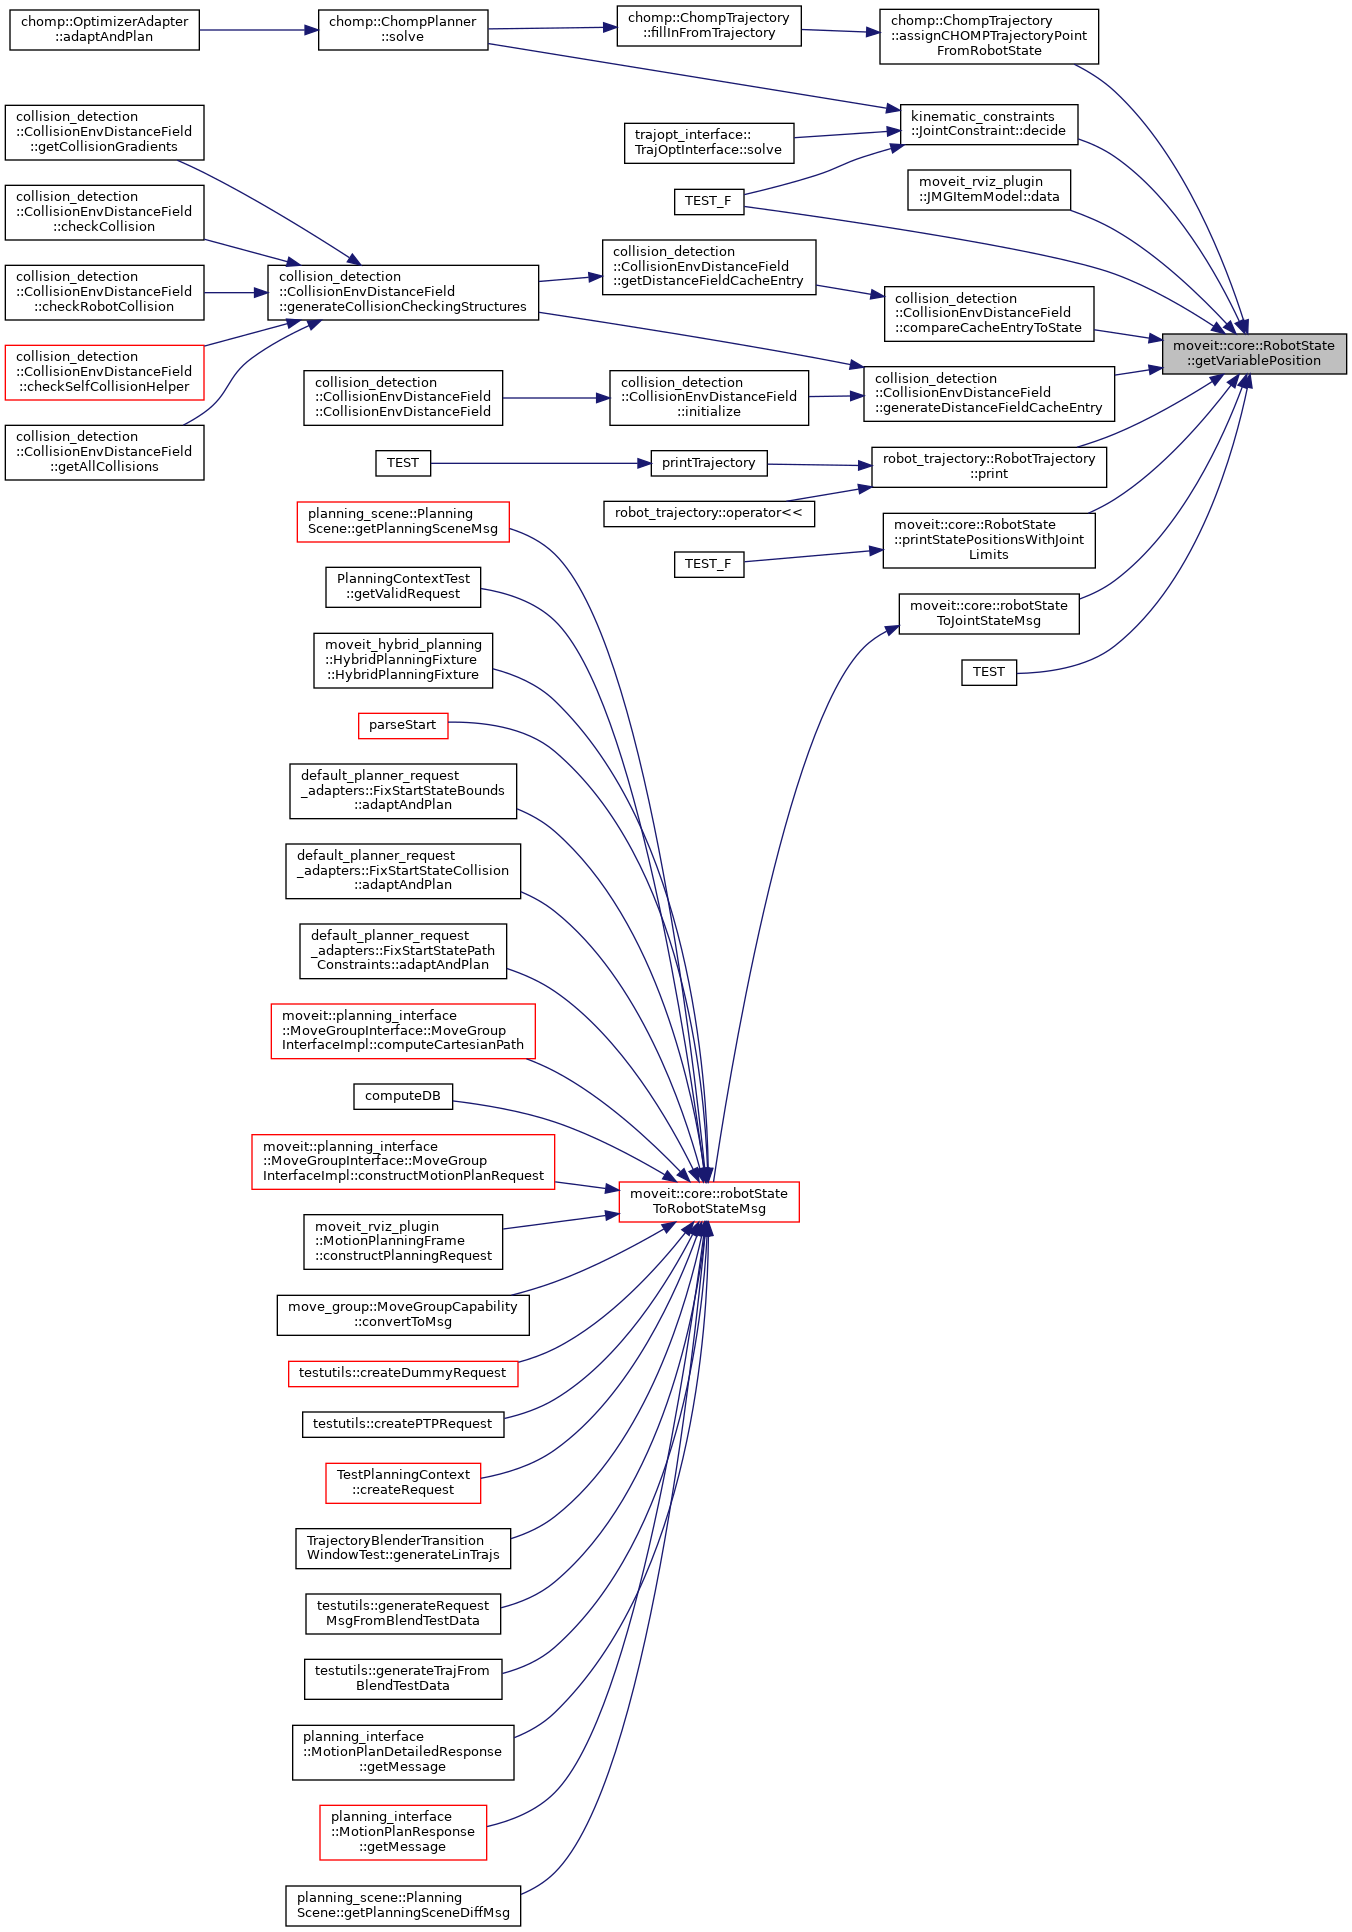 chomp::OptimizerAdapter
::adaptAndPlan
chomp::ChompPlanner
::solve
chomp::ChompTrajectory
::fillInFromTrajectory
chomp::ChompTrajectory
::assignCHOMPTrajectoryPoint
FromRobotState
collision_detection
::CollisionEnvDistanceField
::getCollisionGradients
kinematic_constraints
::JointConstraint::decide
trajopt_interface::
TrajOptInterface::solve
moveit_rviz_plugin
::JMGItemModel::data
TEST_F
collision_detection
::CollisionEnvDistanceField
::checkCollision
collision_detection
::CollisionEnvDistanceField
::getDistanceFieldCacheEntry
collision_detection
::CollisionEnvDistanceField
::checkRobotCollision
collision_detection
::CollisionEnvDistanceField
::generateCollisionCheckingStructures
collision_detection
::CollisionEnvDistanceField
::compareCacheEntryToState
moveit::core::RobotState
::getVariablePosition
collision_detection
::CollisionEnvDistanceField
::checkSelfCollisionHelper
collision_detection
::CollisionEnvDistanceField
::CollisionEnvDistanceField
collision_detection
::CollisionEnvDistanceField
::initialize
collision_detection
::CollisionEnvDistanceField
::generateDistanceFieldCacheEntry
collision_detection
::CollisionEnvDistanceField
::getAllCollisions
TEST
printTrajectory
robot_trajectory::RobotTrajectory
::print
robot_trajectory::operator<<
planning_scene::Planning
Scene::getPlanningSceneMsg
moveit::core::RobotState
::printStatePositionsWithJoint
Limits
TEST_F
PlanningContextTest
::getValidRequest
moveit::core::robotState
ToJointStateMsg
moveit_hybrid_planning
::HybridPlanningFixture
::HybridPlanningFixture
TEST
parseStart
default_planner_request
_adapters::FixStartStateBounds
::adaptAndPlan
default_planner_request
_adapters::FixStartStateCollision
::adaptAndPlan
default_planner_request
_adapters::FixStartStatePath
Constraints::adaptAndPlan
moveit::planning_interface
::MoveGroupInterface::MoveGroup
InterfaceImpl::computeCartesianPath
computeDB
moveit::planning_interface
::MoveGroupInterface::MoveGroup
InterfaceImpl::constructMotionPlanRequest
moveit::core::robotState
ToRobotStateMsg
moveit_rviz_plugin
::MotionPlanningFrame
::constructPlanningRequest
move_group::MoveGroupCapability
::convertToMsg
testutils::createDummyRequest
testutils::createPTPRequest
TestPlanningContext
::createRequest
TrajectoryBlenderTransition
WindowTest::generateLinTrajs
testutils::generateRequest
MsgFromBlendTestData
testutils::generateTrajFrom
BlendTestData
planning_interface
::MotionPlanDetailedResponse
::getMessage
planning_interface
::MotionPlanResponse
::getMessage
planning_scene::Planning
Scene::getPlanningSceneDiffMsg